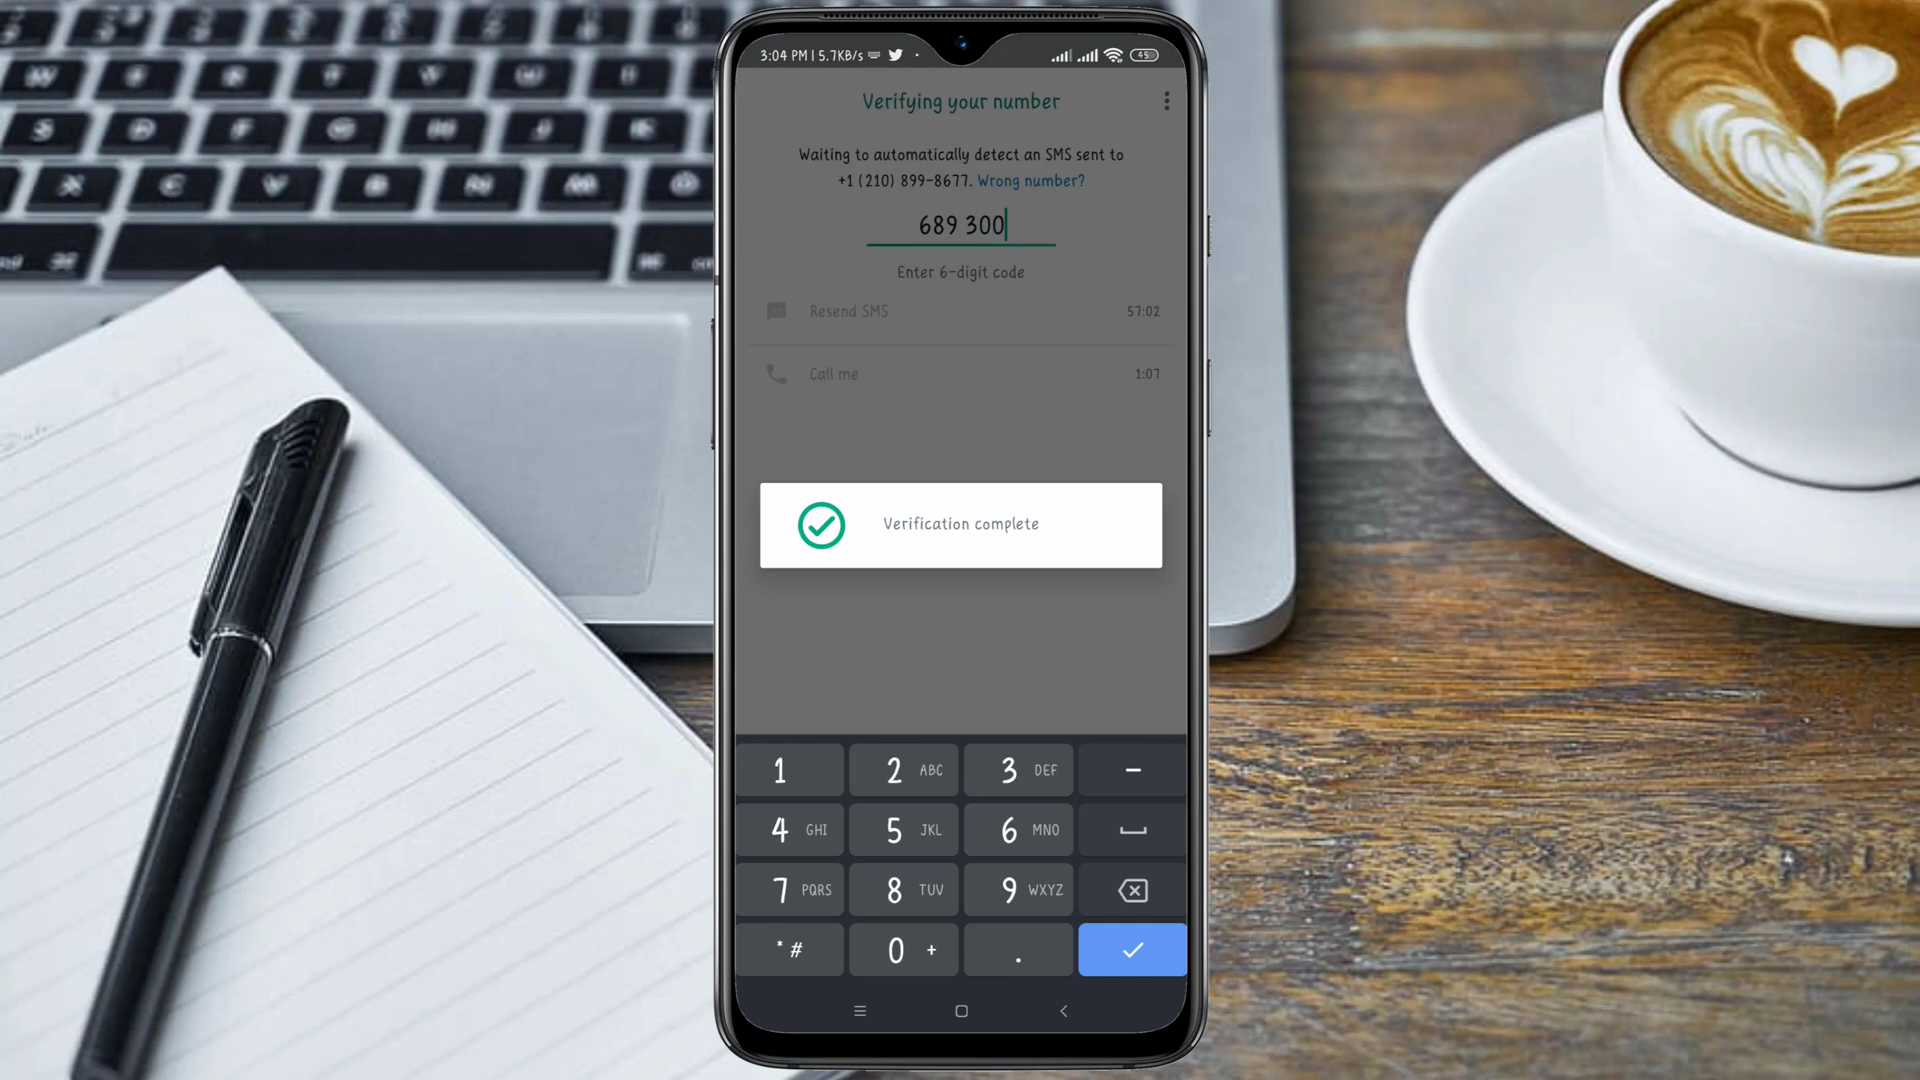 3:04 PM | 5.7KB/s
45
Verifying your number
Waiting to automatically detect an SMS sent to
+1 (210) 899-8677. Wrong number?
689 300
Enter 6-digit code
Resend SMS 57:02
Call me 1:07
Verification complete
1 2 ABC 3 DEF -
4 GHI 5 JKL 6 MNO
7 PQRS 8 TUV 9 WXYZ
* # 0 + .